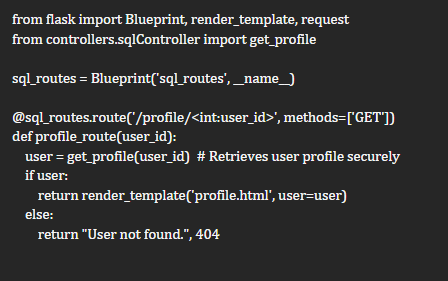 from flask import Blueprint, render_template, request
from controllers.sqlController import get_profile
sql_routes = Blueprint('sql_routes', __name__)
@sql_routes.route('/profile/<int:user_id>', methods=['GET'])
def profile_route(user_id):
    user = get_profile(user_id)  # Retrieves user profile securely
    if user:
        return render_template('profile.html', user=user)
    else:
        return "User not found.", 404